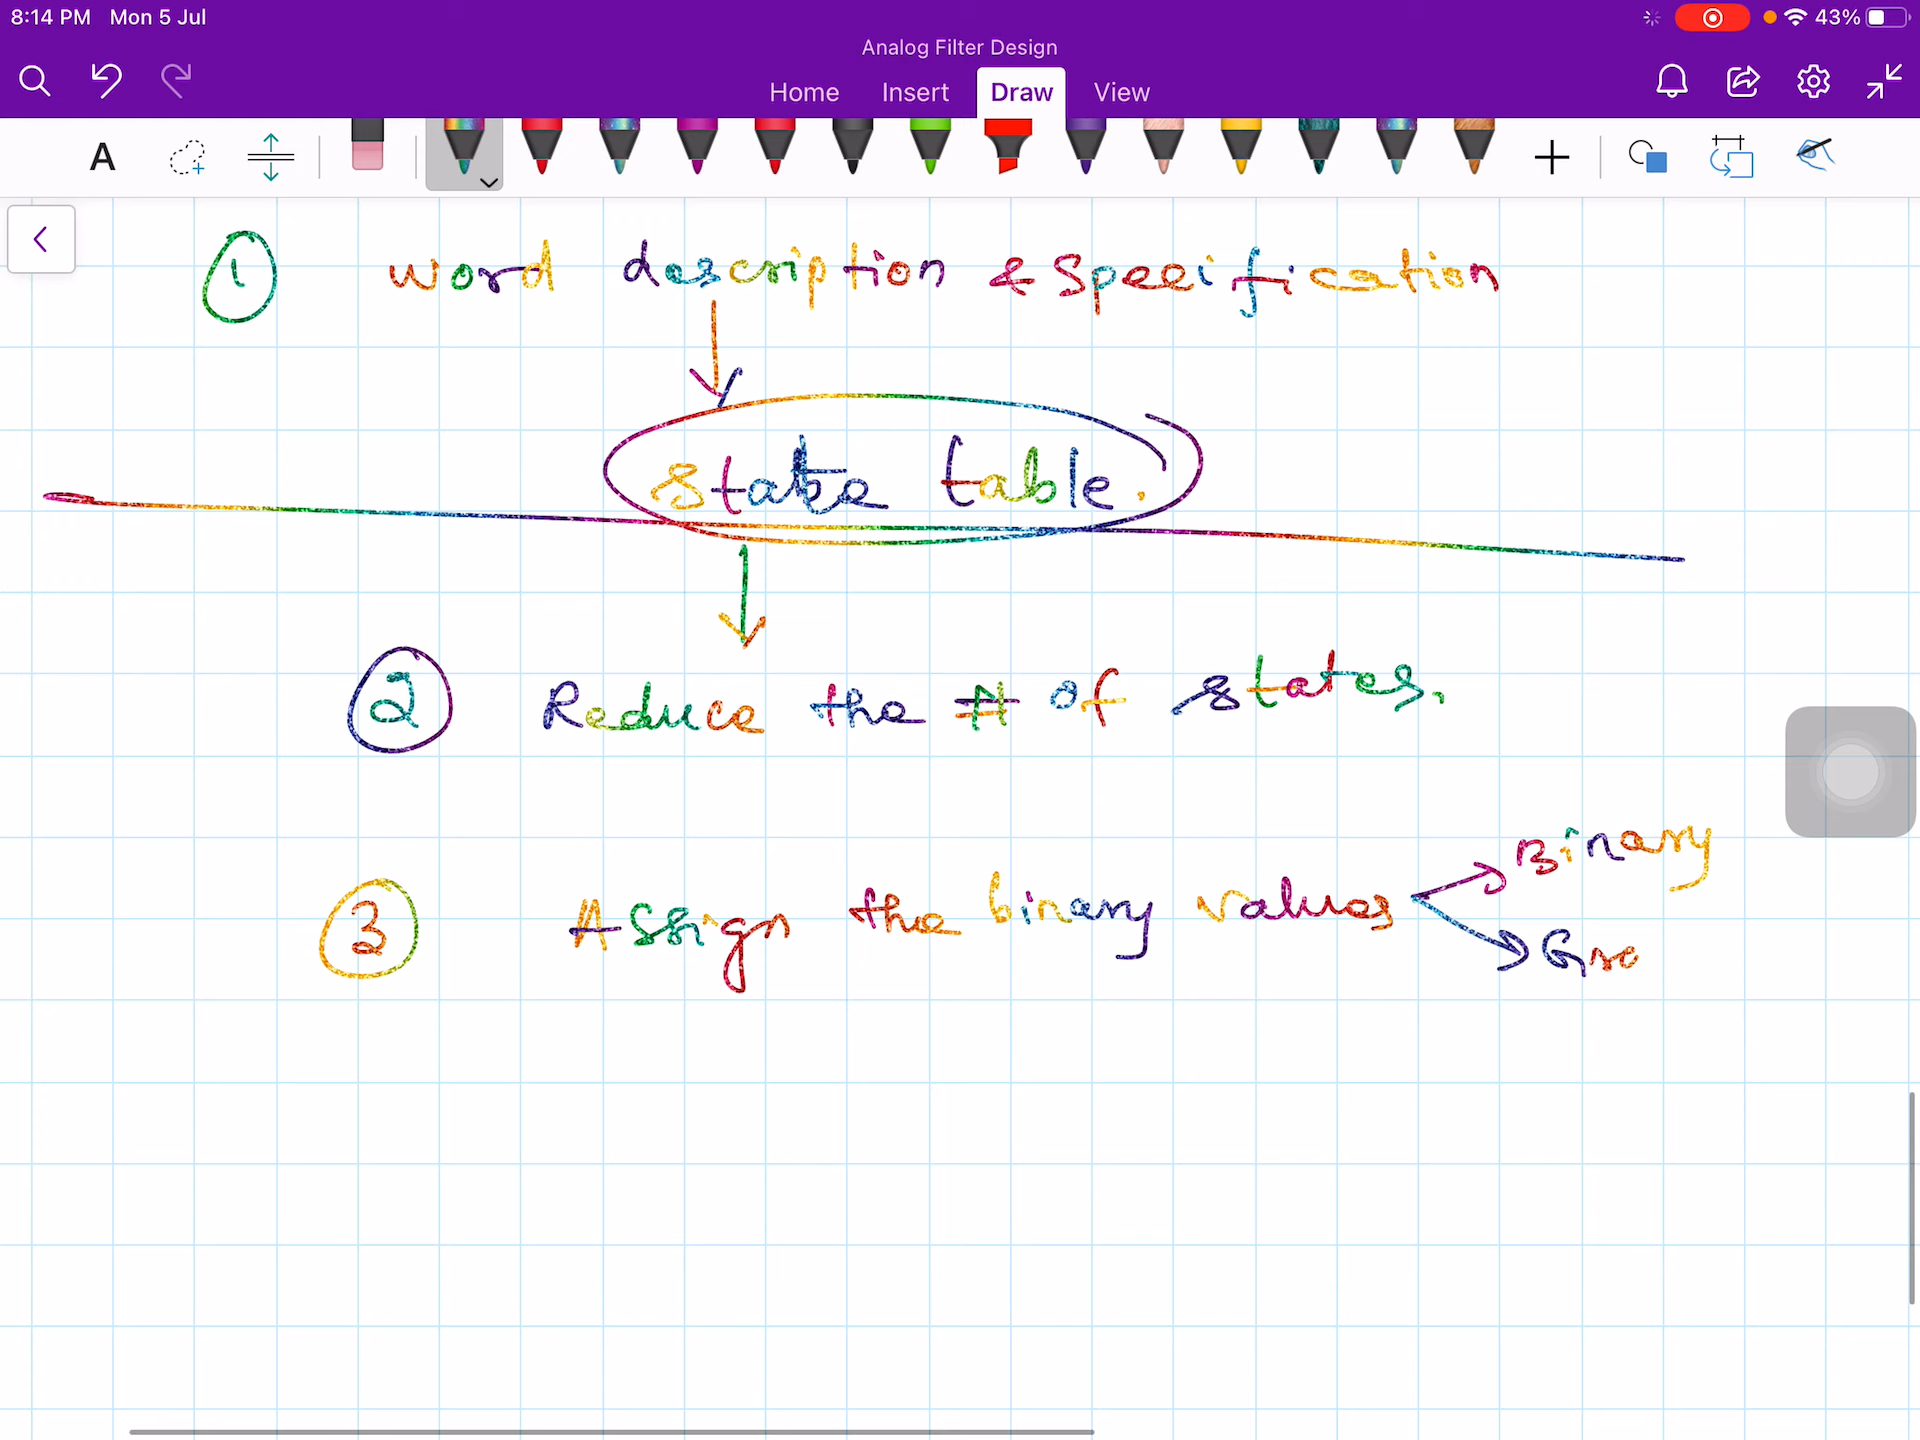 8:14 PM Mon 5 Jul
43%
Analog Filter Design
Home Insert Draw View
A
1 word description & Specification
state table.
2 Reduce the # of states.
3 Assign the binary values
Binary
Gra